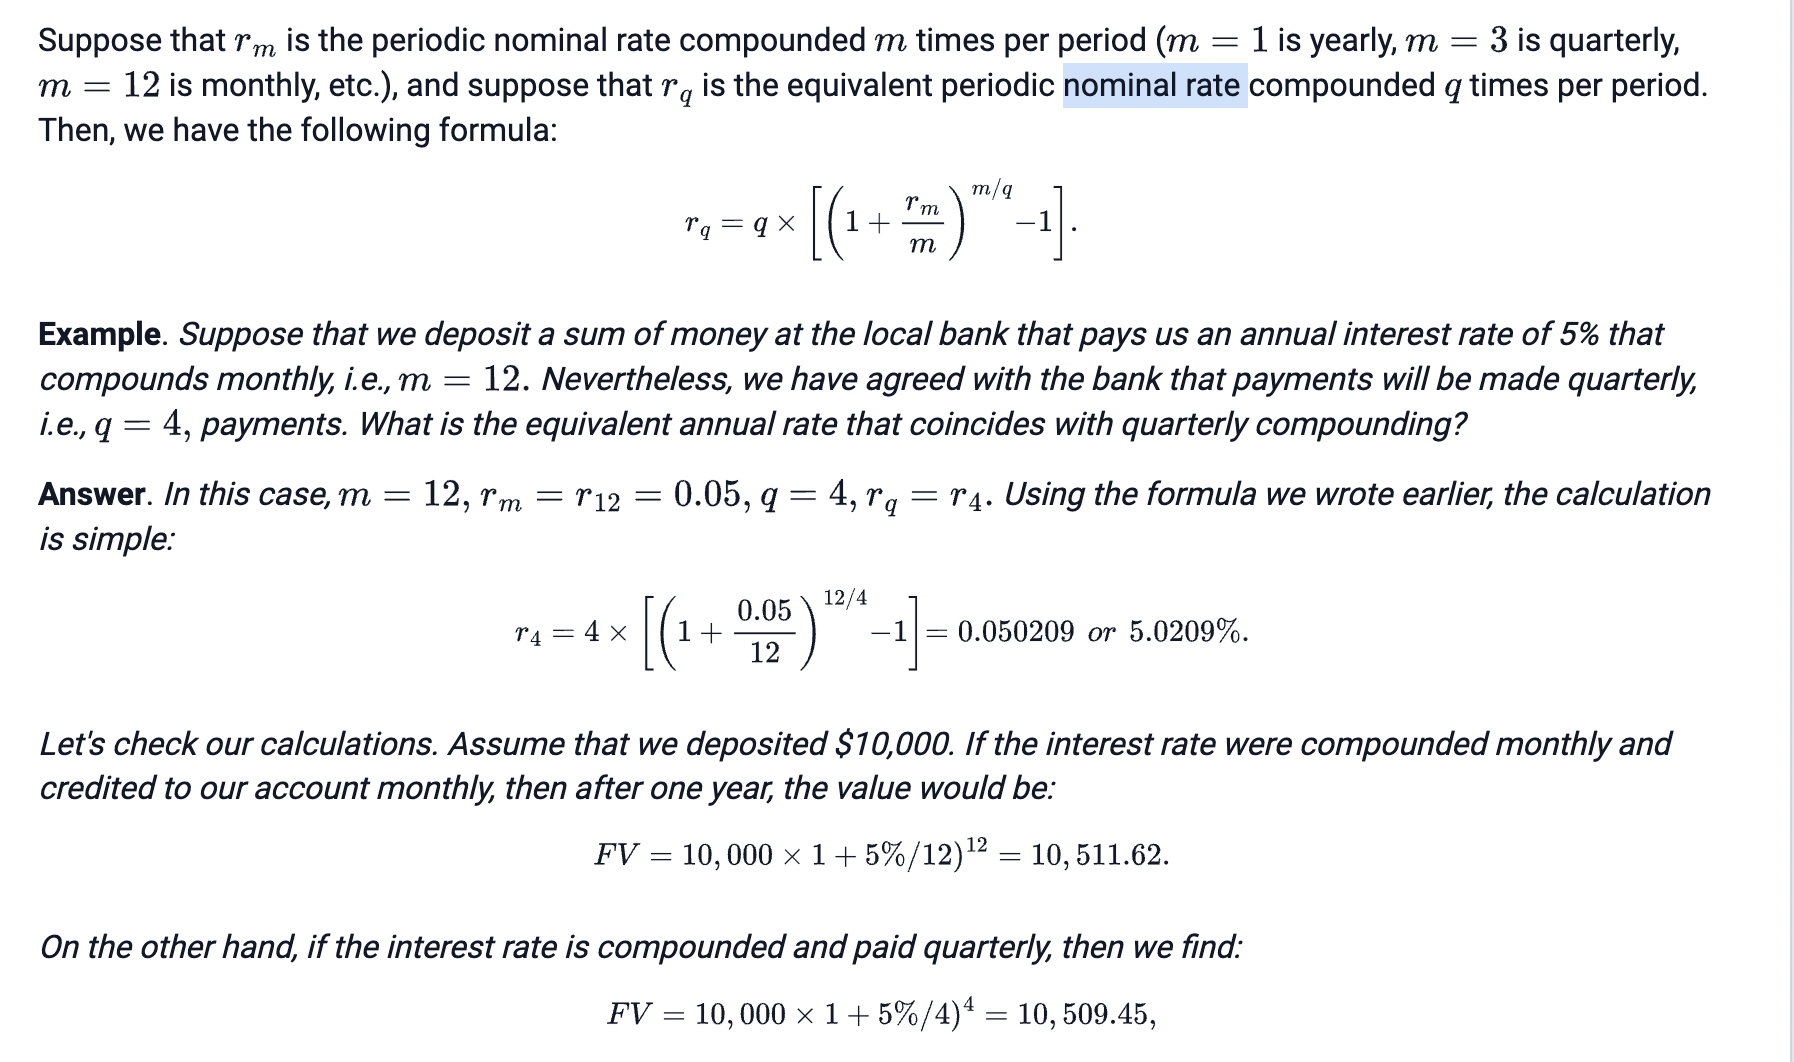 Suppose that r_m is the periodic nominal rate compounded m times per period (m = 1 is yearly, m = 3 is quarterly,
m = 12 is monthly, etc.), and suppose that r_q is the equivalent periodic nominal rate compounded q times per period.
Then, we have the following formula:
r_q = q × [(1 + r_m/m)^{m/q} −1].
Example. Suppose that we deposit a sum of money at the local bank that pays us an annual interest rate of 5% that
compounds monthly, i.e., m = 12. Nevertheless, we have agreed with the bank that payments will be made quarterly,
i.e., q = 4, payments. What is the equivalent annual rate that coincides with quarterly compounding?
Answer. In this case, m = 12, r_m = r_12 = 0.05, q = 4, r_q = r_4. Using the formula we wrote earlier, the calculation
is simple:
r_4 = 4 × [(1 + 0.05/12)^{12/4} −1] = 0.050209 or 5.0209%.
Let's check our calculations. Assume that we deposited $10,000. If the interest rate were compounded monthly and
credited to our account monthly, then after one year, the value would be:
FV = 10,000 × 1 + 5%/12)^12 = 10,511.62.
On the other hand, if the interest rate is compounded and paid quarterly, then we find:
FV = 10,000 × 1 + 5%/4)^4 = 10,509.45,